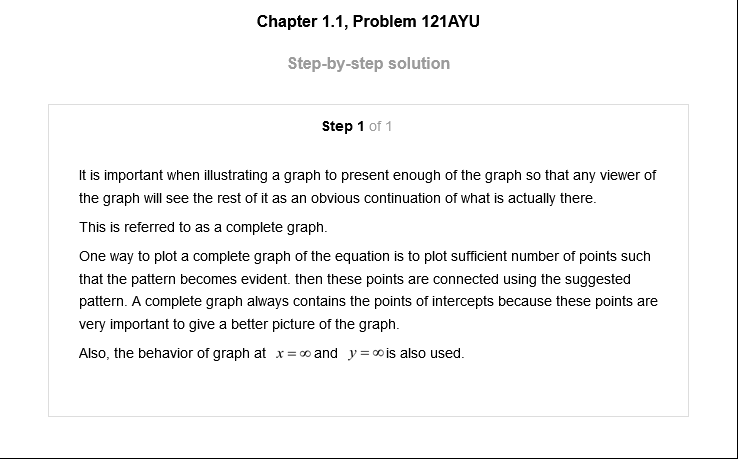 Chapter 1.1, Problem 121AYU
Step-by-step solution
Step 1 of 1
It is important when illustrating a graph to present enough of the graph so that any viewer of
the graph will see the rest of it as an obvious continuation of what is actually there.
This is referred to as a complete graph.
One way to plot a complete graph of the equation is to plot sufficient number of points such
that the pattern becomes evident. then these points are connected using the suggested
pattern. A complete graph always contains the points of intercepts because these points are
very important to give a better picture of the graph.
Also, the behavior of graph at x = ∞ and y = ∞ is also used.